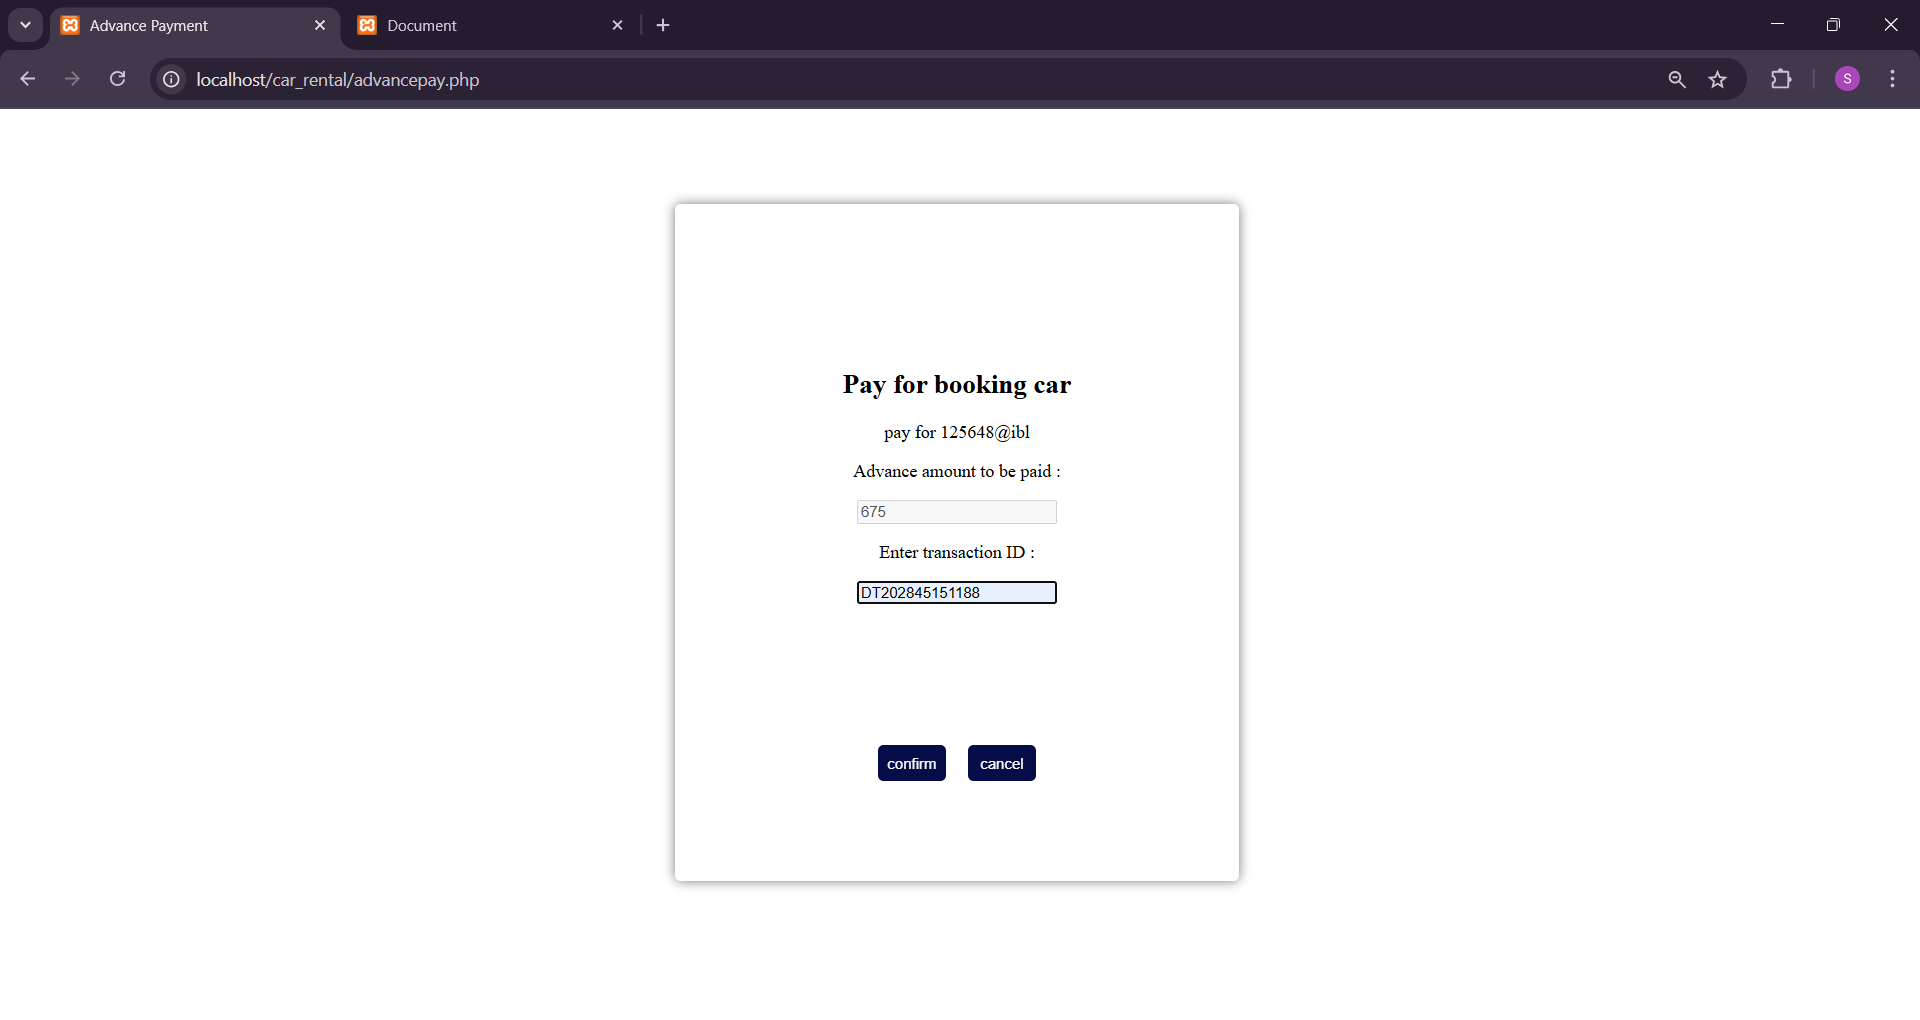 Advance Payment
Document
localhost/car_rental/advancepay.php
S
Pay for booking car
pay for 125648@ibl
Advance amount to be paid :
675
Enter transaction ID :
DT202845151188
confirm cancel